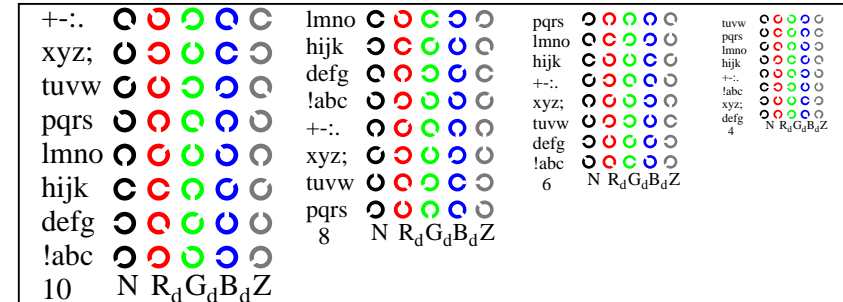 +-:.
xyz;
tuvw
pqrs
lmno
hijk
defg
!abc
10 N RdGdBdZ
lmno
hijk
defg
!abc
+-:.
xyz;
tuvw
pqrs
8 N RdGdBdZ
pqrs
lmno
hijk
+-:.
xyz;
tuvw
defg
!abc
6 N RdGdBdZ
tuvw
pqrs
lmno
hijk
+-:.
!abc
xyz;
defg
4 N RdGdBdZ